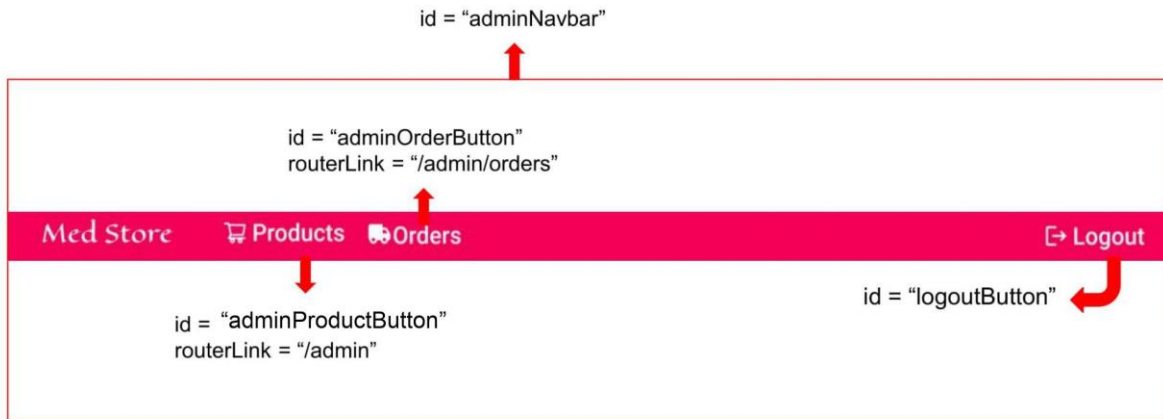 id = “adminNavbar”
id = “adminOrderButton”
routerLink = “/admin/orders”
Med Store Products Orders Logout
id = “logoutButton”
id = “adminProductButton”
routerLink = “/admin”